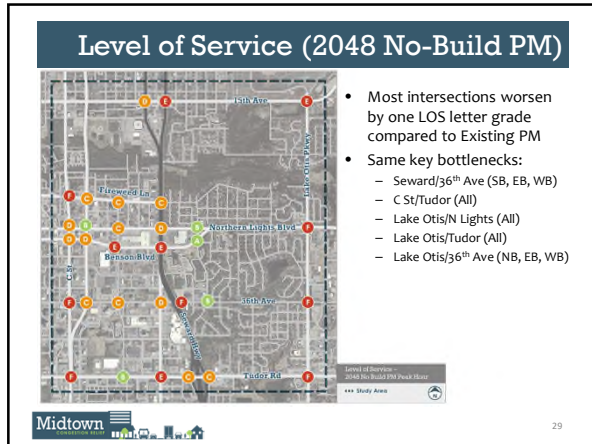 Level of Service (2048 No-Build PM)
D
E
15th Ave
E
Lake Otis Pkwy
F
Fireweed Ln
C
C
C
D
B
C
D
B
Northern Lights Blvd
F
D
D
E
E
A
Benson Blvd
C St
F
C
C
D
F
B
36th Ave
F
Seward Hwy
F
B
E
C
C
Tudor Rd
F
Level of Service –
2048 No Build PM Peak Hour
Study Area
N
• Most intersections worsen
by one LOS letter grade
compared to Existing PM
• Same key bottlenecks:
– Seward/36th Ave (SB, EB, WB)
– C St/Tudor (All)
– Lake Otis/N Lights (All)
– Lake Otis/Tudor (All)
– Lake Otis/36th Ave (NB, EB, WB)
Midtown
CONGESTION RELIEF
29